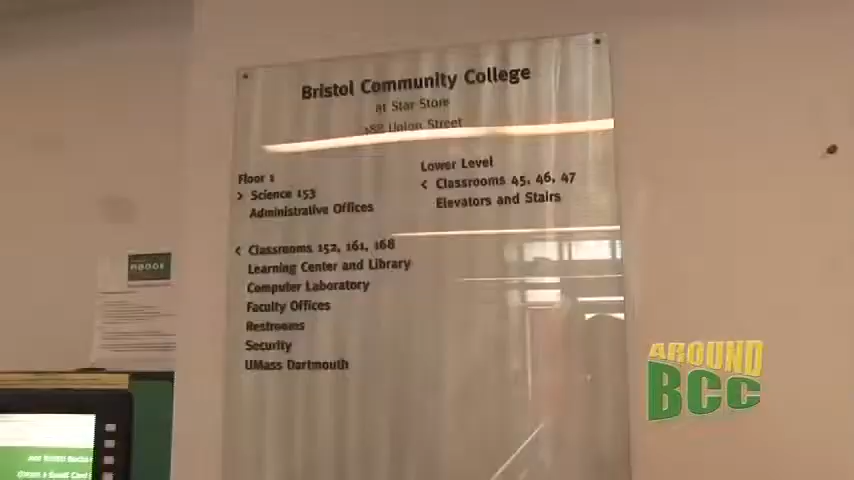 Bristol Community College
at Star Store
188 Union Street
Floor 1
> Science 153
Administrative Offices
< Classrooms 152, 161, 168
Learning Center and Library
Computer Laboratory
Faculty Offices
Restrooms
Security
UMass Dartmouth
Lower Level
< Classrooms 45, 46, 47
Elevators and Stairs
AROUND
BCC